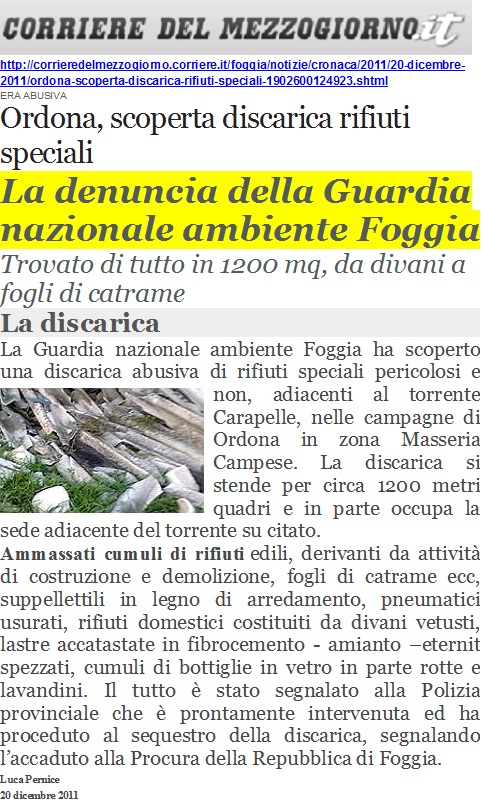 CORRIERE DEL MEZZOGIORNO.it
http://corrieredelmezzogiorno.corriere.it/foggia/notizie/cronaca/2011/20-dicembre-
2011/ordona-scoperta-discarica-rifiuti-speciali-1902600124923.shtml
ERA ABUSIVA
Ordona, scoperta discarica rifiuti
speciali
La denuncia della Guardia
nazionale ambiente Foggia
Trovato di tutto in 1200 mq, da divani a
fogli di catrame
La discarica
La Guardia nazionale ambiente Foggia ha scoperto
una discarica abusiva di rifiuti speciali pericolosi e
non, adiacenti al torrente
Carapelle, nelle campagne di
Ordona in zona Masseria
Campese. La discarica si
stende per circa 1200 metri
quadri e in parte occupa la
sede adiacente del torrente su citato.
Ammassati cumuli di rifiuti edili, derivanti da attività
di costruzione e demolizione, fogli di catrame ecc,
suppellettili in legno di arredamento, pneumatici
usurati, rifiuti domestici costituiti da divani vetusti,
lastre accatastate in fibrocemento - amianto –eternit
spezzati, cumuli di bottiglie in vetro in parte rotte e
lavandini. Il tutto è stato segnalato alla Polizia
provinciale che è prontamente intervenuta ed ha
proceduto al sequestro della discarica, segnalando
l’accaduto alla Procura della Repubblica di Foggia.
Luca Pernice
20 dicembre 2011